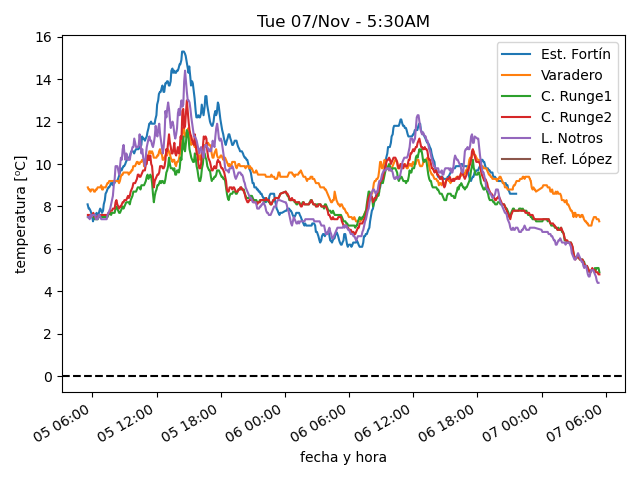 Tue 07/Nov - 5:30AM
temperatura [ºC]
16
14
12
10
8
6
4
2
0
Est. Fortín
Varadero
C. Runge1
C. Runge2
L. Notros
Ref. López
05 06:00
05 12:00
05 18:00
06 00:00
06 06:00
06 12:00
06 18:00
07 00:00
07 06:00
fecha y hora